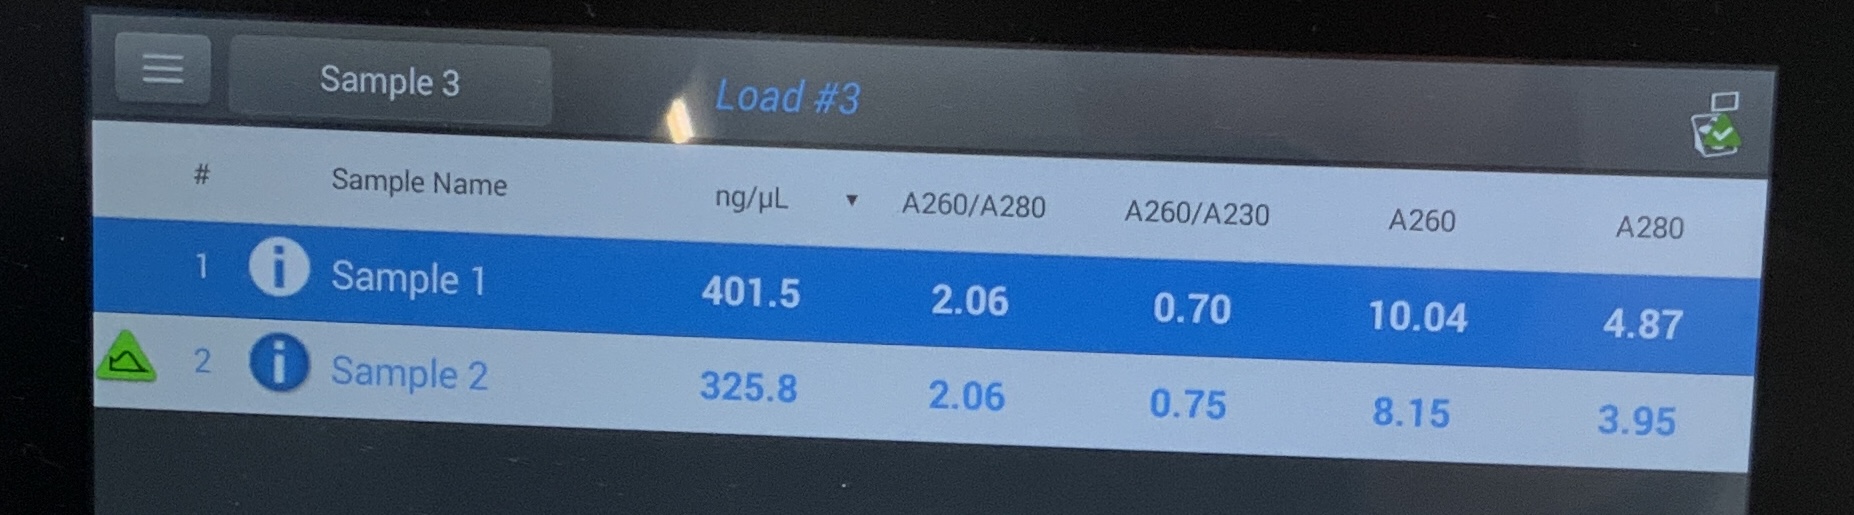 Sample 3 Load #3
# Sample Name ng/µL ▼ A260/A280 A260/A230 A260 A280
1 i Sample 1 401.5 2.06 0.70 10.04 4.87
2 i Sample 2 325.8 2.06 0.75 8.15 3.95